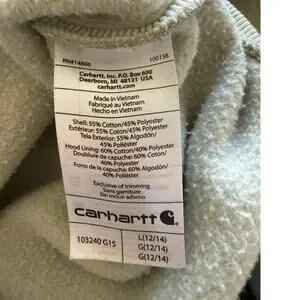 RN#14806 100138
Carhartt, Inc. P.O. Box 600
Dearborn, MI 48121 USA
carhartt.com
Made in Vietnam
Fabriqué au Vietnam
Hecho en Vietnam
Shell: 55% Cotton/45% Polyester
Extérieur: 55% Coton/45% Polyester
Tela Exterior: 55% Algodón/
45% Poliéster
Hood Lining: 60% Cotton/40% Polyester
Doublure de capuche: 60% Coton/
40% Polyester
Forro de la capucha: 60% Algodón/
40% Poliéster
Exclusive of trimming
Sans garniture
Sin incluir adorno
carhartt
103240 G15 L(12/14)
G(12/14)
G(12/14)